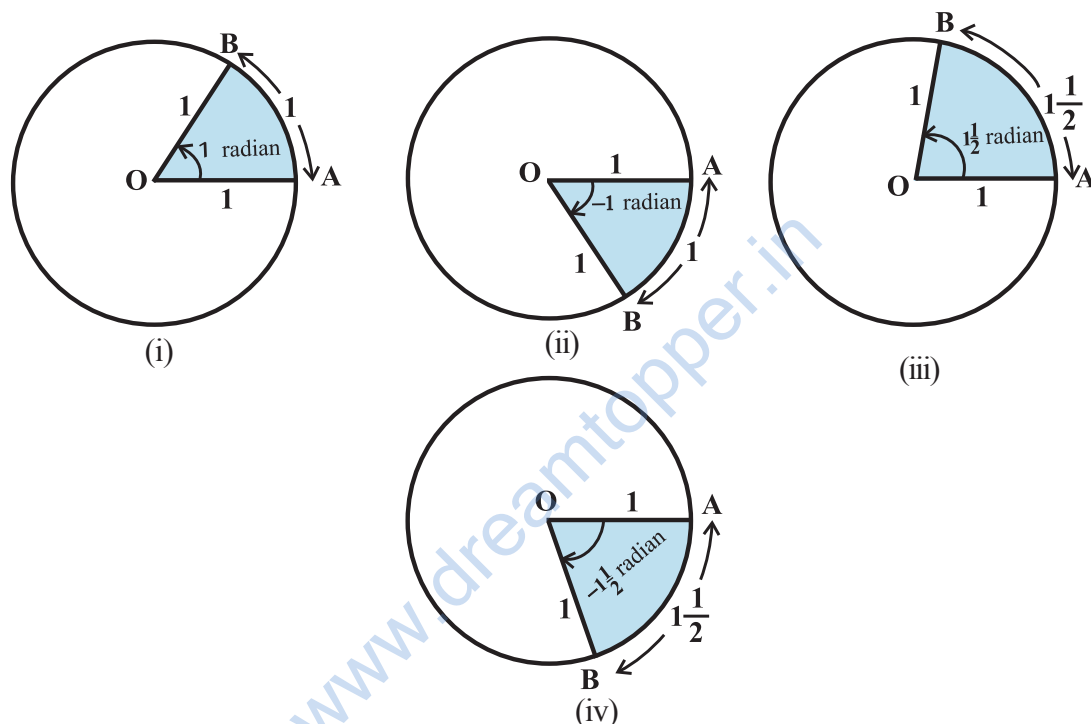 B
1
1
1 radian
O
1
A
(i)
O
1
A
−1 radian
1
1
B
(ii)
B
1
1 1/2
1 1/2 radian
O
1
A
(iii)
O
1
A
−1 1/2 radian
1
1 1/2
B
(iv)
www.dreamtopper.in